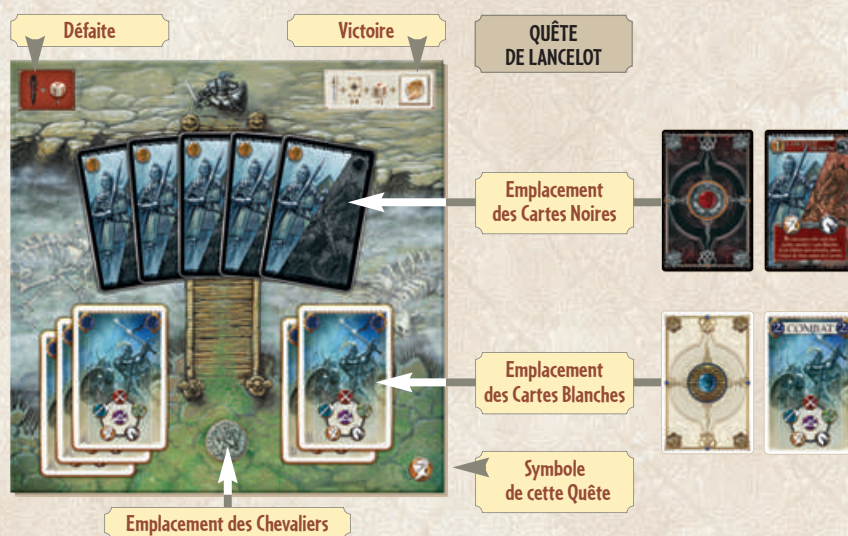 Défaite
Victoire
QUÊTE
DE LANCELOT
Emplacement
des Cartes Noires
COMBAT
Emplacement
des Cartes Blanches
Symbole
de cette Quête
Emplacement des Chevaliers